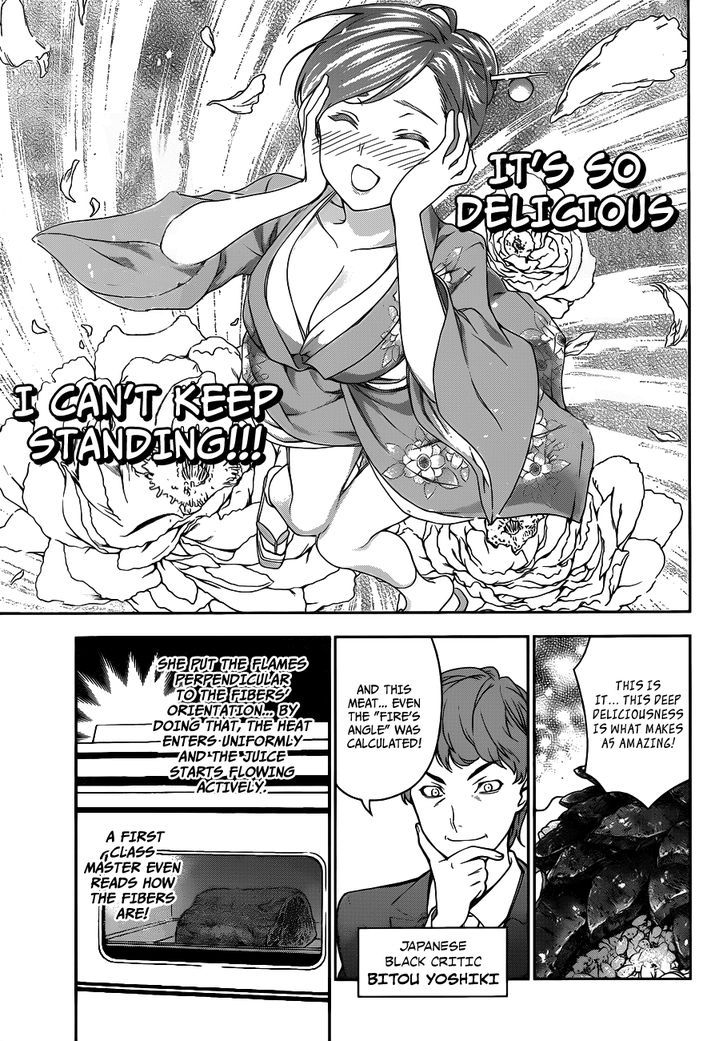 IT'S SO
DELICIOUS
I CAN'T KEEP
STANDING!!!
THIS IS
IT... THIS DEEP
DELICIOUSNESS
IS WHAT MAKES
AS AMAZING!
AND THIS
MEAT... EVEN
THE "FIRE'S
ANGLE" WAS
CALCULATED!
JAPANESE
BLACK CRITIC
BITOU YOSHIKI
SHE PUT THE FLAMES
PERPENDICULAR
TO THE FIBERS'
ORIENTATION... BY
DOING THAT, THE HEAT
ENTERS UNIFORMLY
AND THE JUICE
STARTS FLOWING
ACTIVELY.
A FIRST
CLASS
MASTER EVEN
READS HOW
THE FIBERS
ARE!